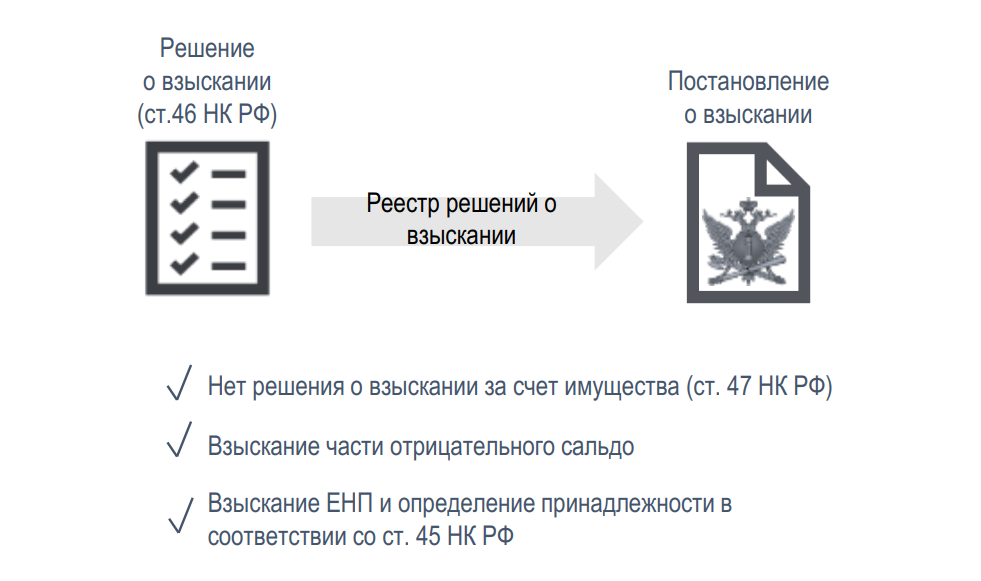 Решение
о взыскании
(ст.46 НК РФ)
Постановление
о взыскании
Реестр решений о
взыскании
Нет решения о взыскании за счет имущества (ст. 47 НК РФ)
Взыскание части отрицательного сальдо
Взыскание ЕНП и определение принадлежности в
соответствии со ст. 45 НК РФ